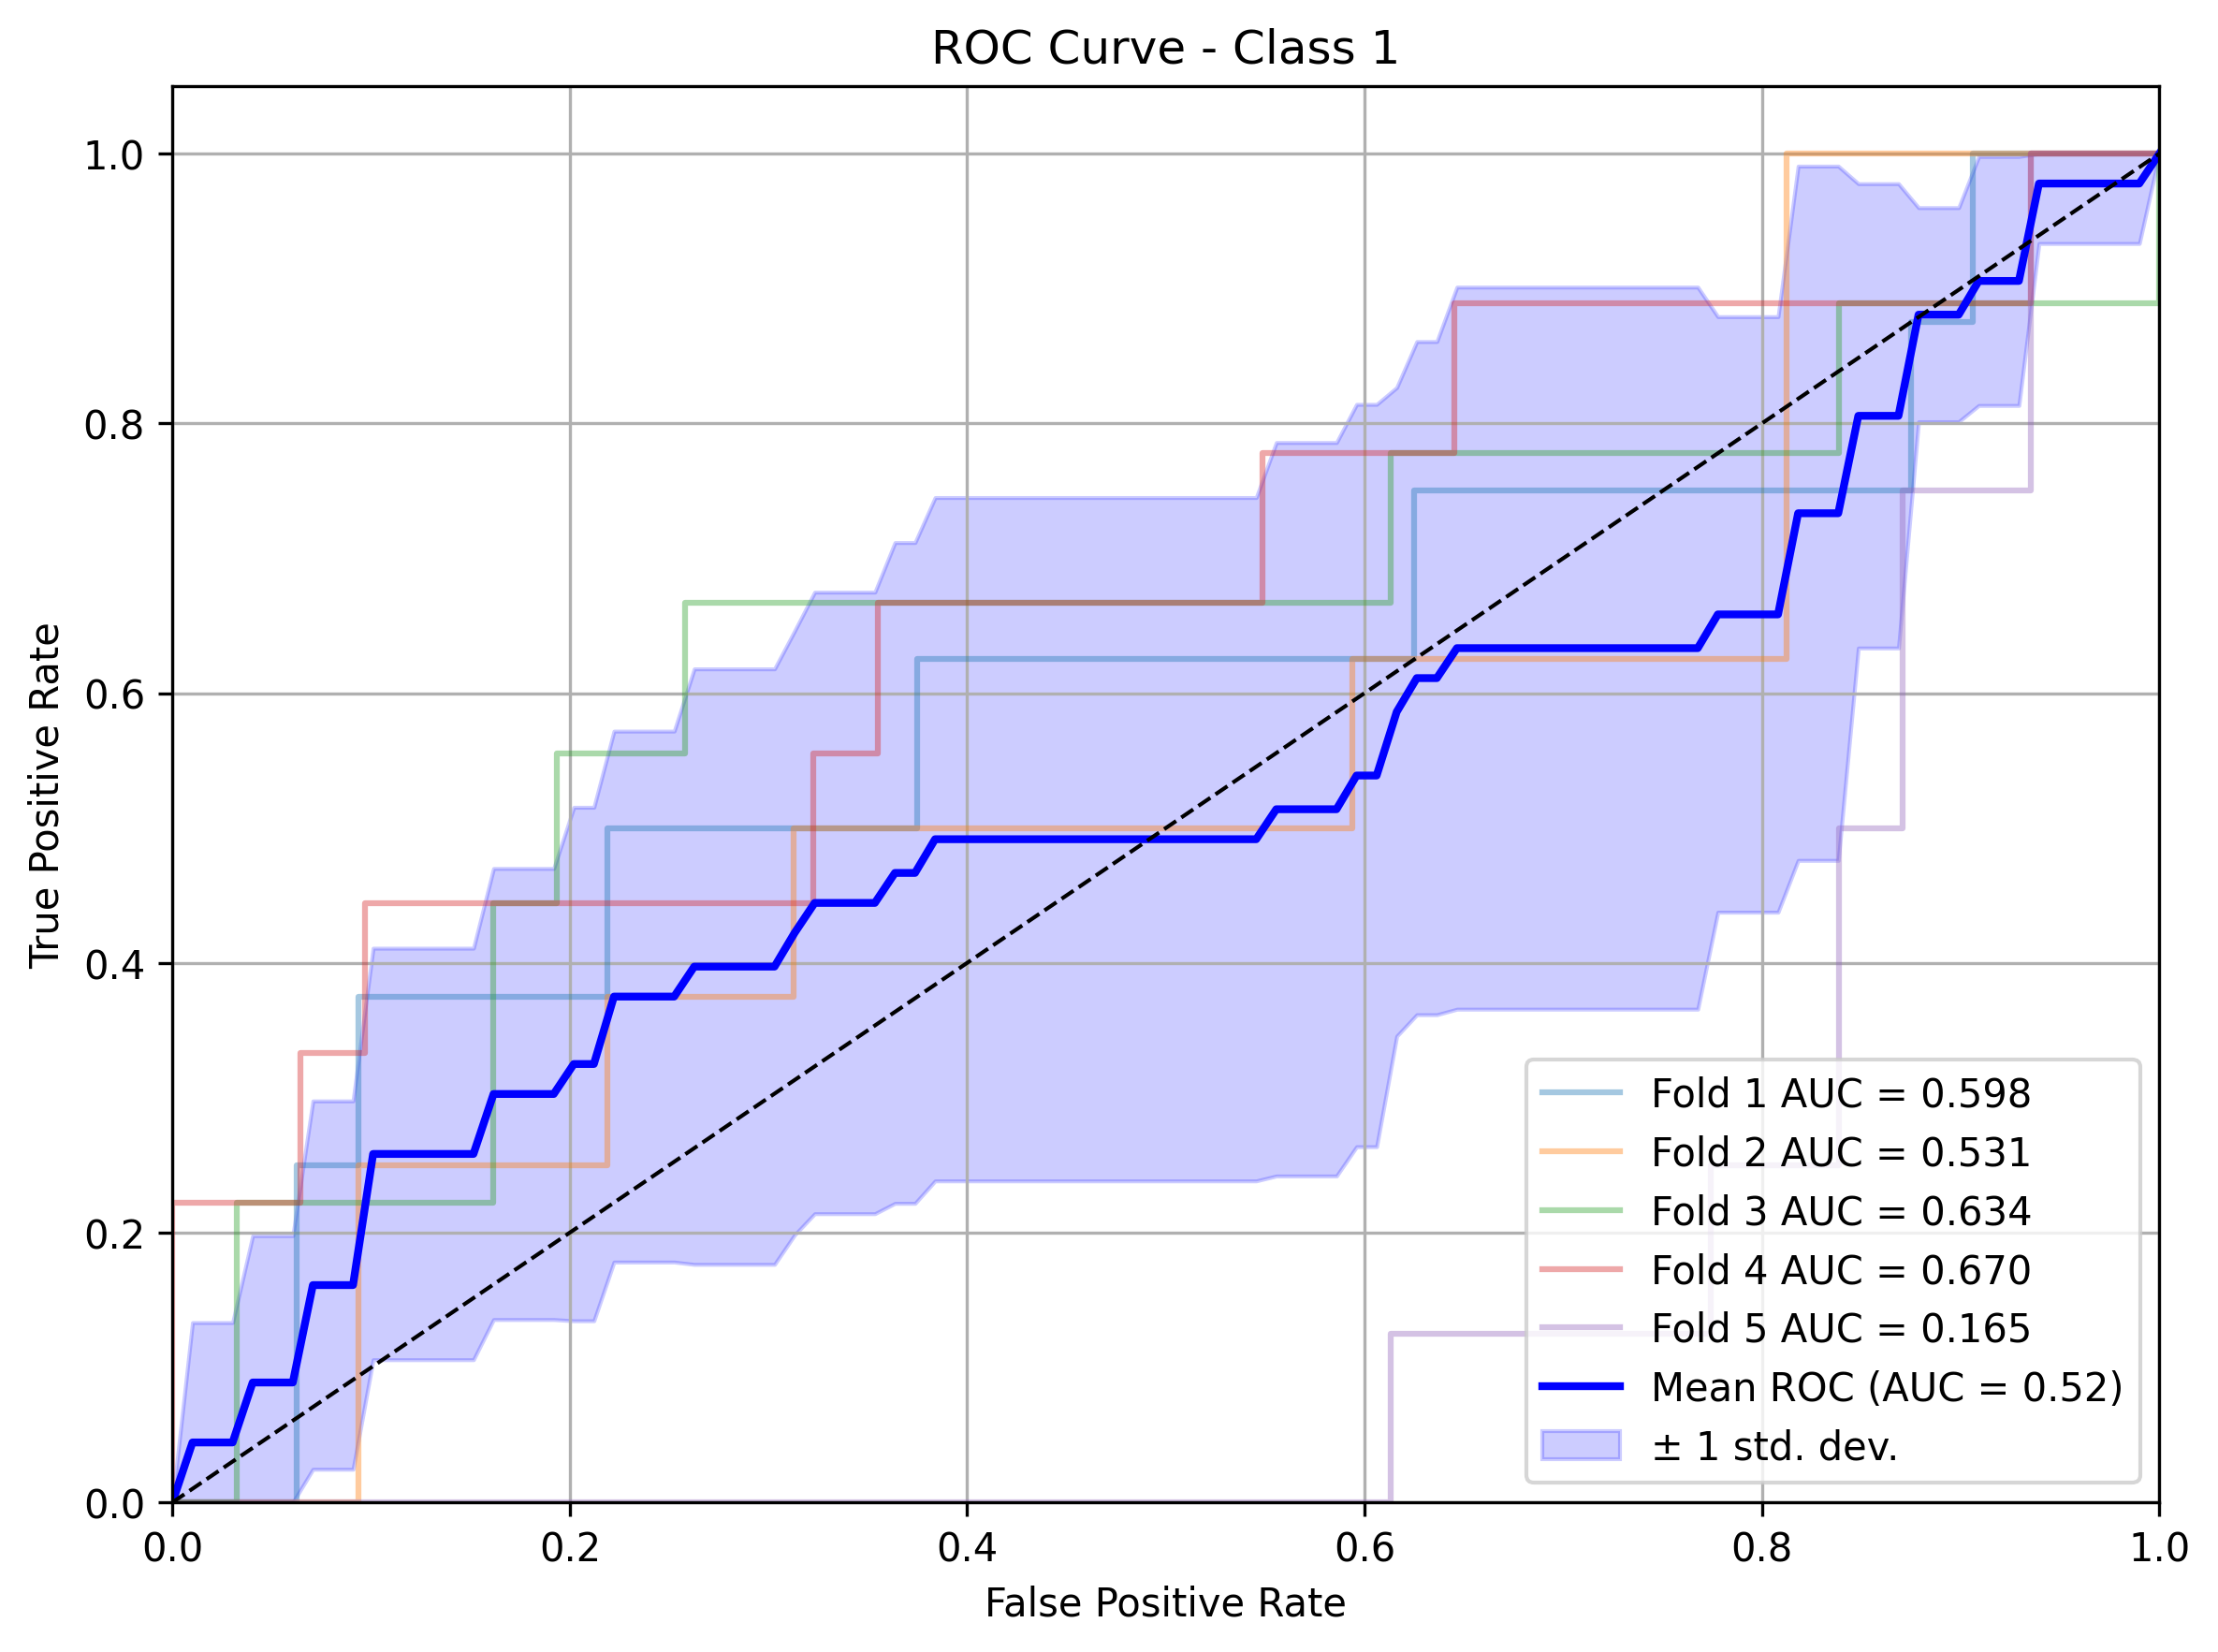 ROC Curve - Class 1
True Positive Rate
1.0
0.8
0.6
0.4
0.2
0.0
0.0 0.2 0.4 0.6 0.8 1.0
False Positive Rate
Fold 1 AUC = 0.598
Fold 2 AUC = 0.531
Fold 3 AUC = 0.634
Fold 4 AUC = 0.670
Fold 5 AUC = 0.165
Mean ROC (AUC = 0.52)
± 1 std. dev.